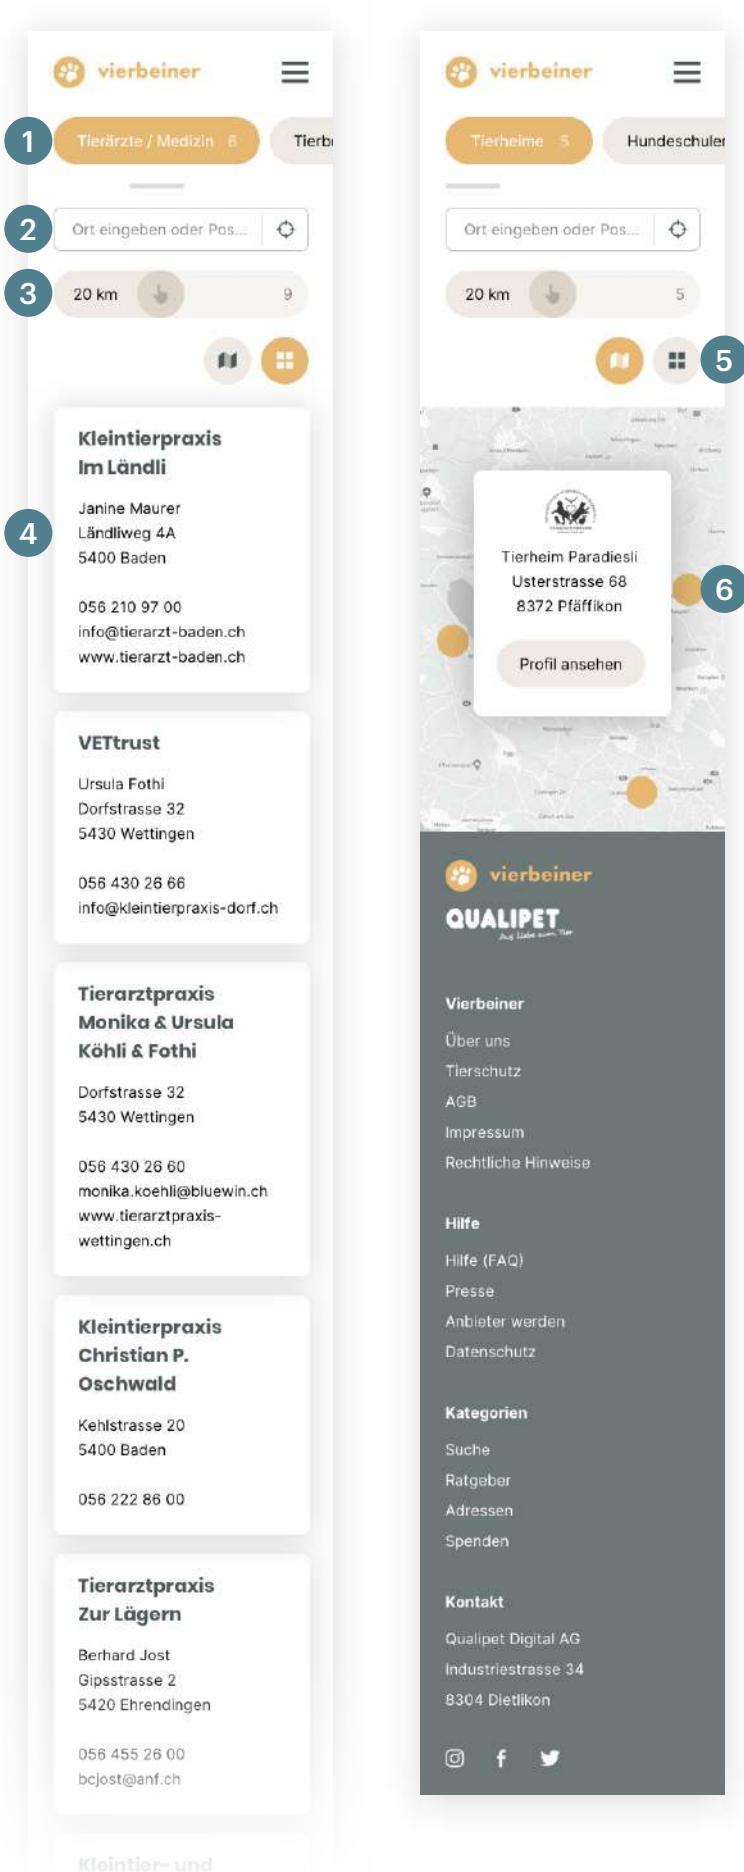 vierbeiner
1
Tierärzte / Medizin 6
Tierb
2
Ort eingeben oder Pos...
3
20 km
9
Kleintierpraxis
Im Ländli
4
Janine Maurer
Ländliweg 4A
5400 Baden
056 210 97 00
info@tierarzt-baden.ch
www.tierarzt-baden.ch
VETtrust
Ursula Fothi
Dorfstrasse 32
5430 Wettingen
056 430 26 66
info@kleintierpraxis-dorf.ch
Tierarztpraxis
Monika & Ursula
Köhli & Fothi
Dorfstrasse 32
5430 Wettingen
056 430 26 60
monika.koehli@bluewin.ch
www.tierarztpraxis-
wettingen.ch
Kleintierpraxis
Christian P.
Oschwald
Kehlstrasse 20
5400 Baden
056 222 86 00
Tierarztpraxis
Zur Lägern
Berhard Jost
Gipsstrasse 2
5420 Ehrendingen
056 455 26 00
bcjost@anf.ch
Kleintier- und
vierbeiner
Tierheime 5
Hundeschuler
Ort eingeben oder Pos...
20 km
5
5
Tierheim Paradiesli
Usterstrasse 68
8372 Pfäffikon
6
Profil ansehen
vierbeiner
QUALIPET
Aus Liebe zum Tier
Vierbeiner
Über uns
Tierschutz
AGB
Impressum
Rechtliche Hinweise
Hilfe
Hilfe (FAQ)
Presse
Anbieter werden
Datenschutz
Kategorien
Suche
Ratgeber
Adressen
Spenden
Kontakt
Qualipet Digital AG
Industriestrasse 34
8304 Dietlikon